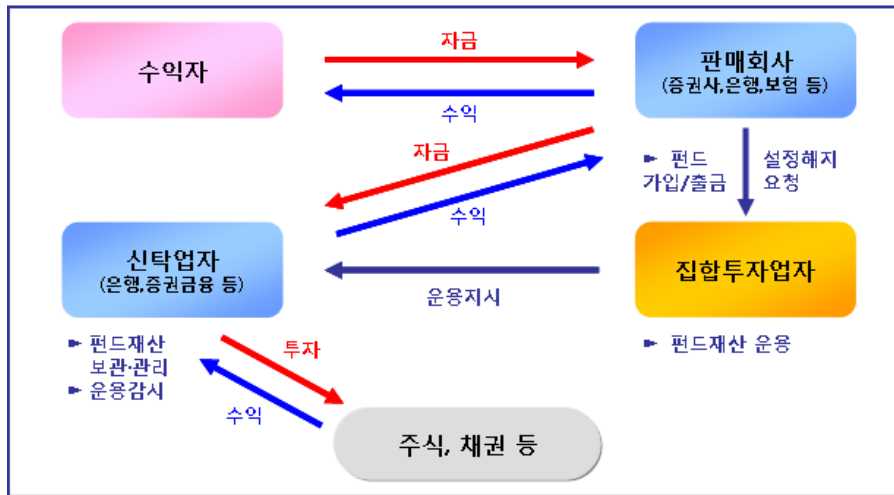 수익자
자금
수익
판매회사
(증권사,은행,보험 등)
자금
수익
► 펀드
가입/출금
설정해지
요청
신탁업자
(은행,증권금융 등)
운용지시
집합투자업자
► 펀드재산
보관·관리
► 운용감시
투자
수익
► 펀드재산 운용
주식, 채권 등